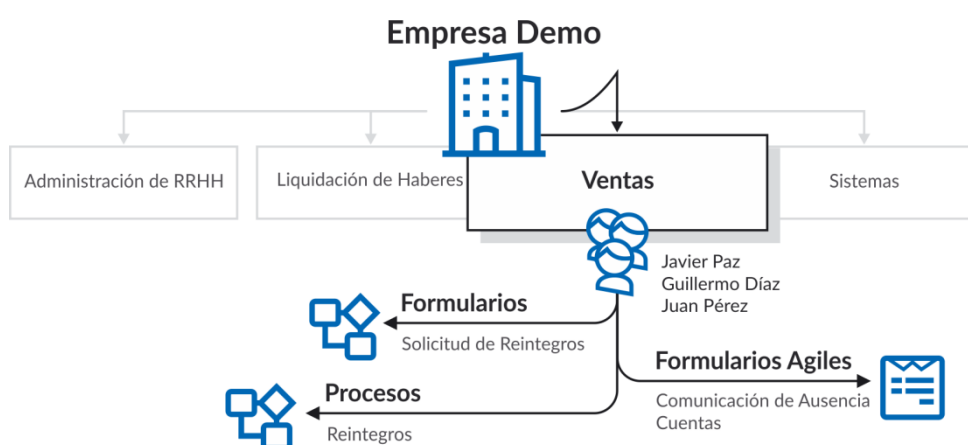 Empresa Demo
Administración de RRHH
Liquidación de Haberes
Ventas
Sistemas
Javier Paz
Guillermo Díaz
Juan Pérez
Formularios
Solicitud de Reintegros
Formularios Agiles
Comunicación de Ausencia
Cuentas
Procesos
Reintegros